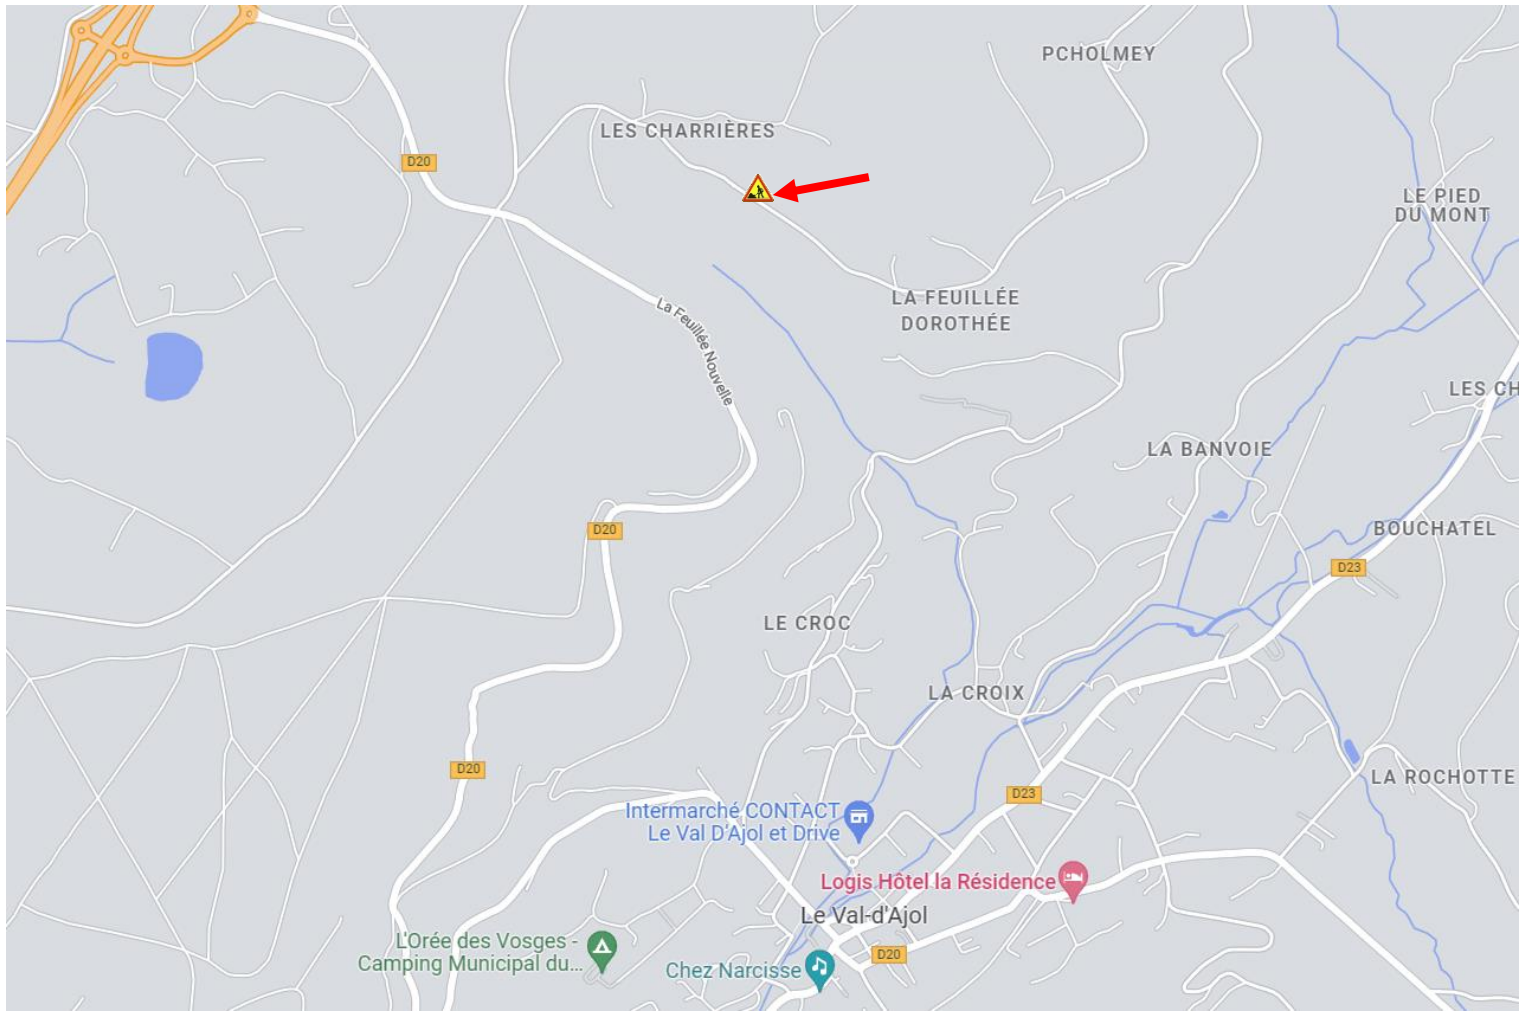 PCHOLMEY
LES CHARRIÈRES
D20
LE PIED
DU MONT
LA FEUILLÉE
DOROTHÉE
La Feuillée Nouvelle
LES CH
LA BANVOIE
D20
BOUCHATEL
D23
LE CROC
LA CROIX
D20
LA ROCHOTTE
D23
Intermarché CONTACT
Le Val D'Ajol et Drive
Logis Hôtel la Résidence
Le Val-d'Ajol
L'Orée des Vosges -
Camping Municipal du...
D20
Chez Narcisse